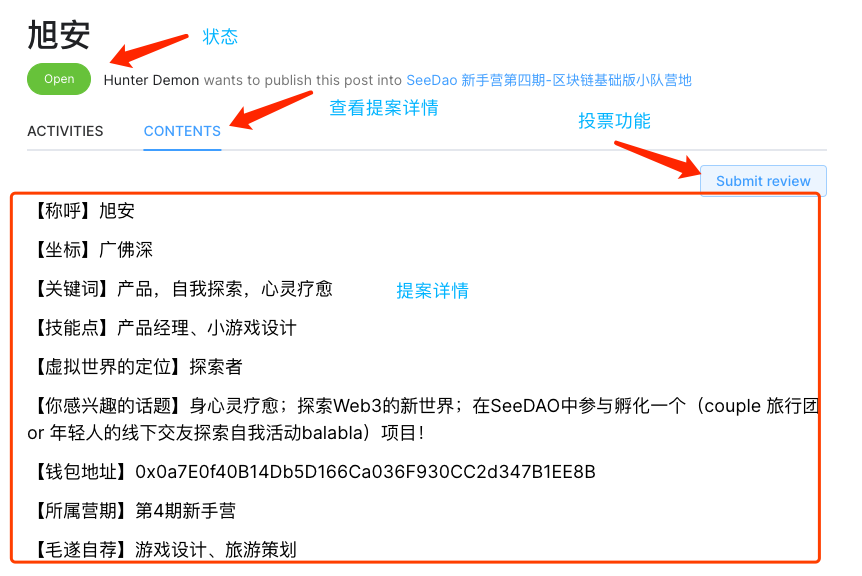 旭安
状态
Open
Hunter Demon wants to publish this post into SeeDao 新手营第四期-区块链基础版小队营地
查看提案详情
投票功能
ACTIVITIES CONTENTS
Submit review
【称呼】旭安
【坐标】广佛深
【关键词】产品，自我探索，心灵疗愈
提案详情
【技能点】产品经理、小游戏设计
【虚拟世界的定位】探索者
【你感兴趣的话题】身心灵疗愈；探索Web3的新世界；在SeeDAO中参与孵化一个（couple 旅行团
or 年轻人的线下交友探索自我活动balabla）项目！
【钱包地址】0x0a7E0f40B14Db5D166Ca036F930CC2d347B1EE8B
【所属营期】第4期新手营
【毛遂自荐】游戏设计、旅游策划